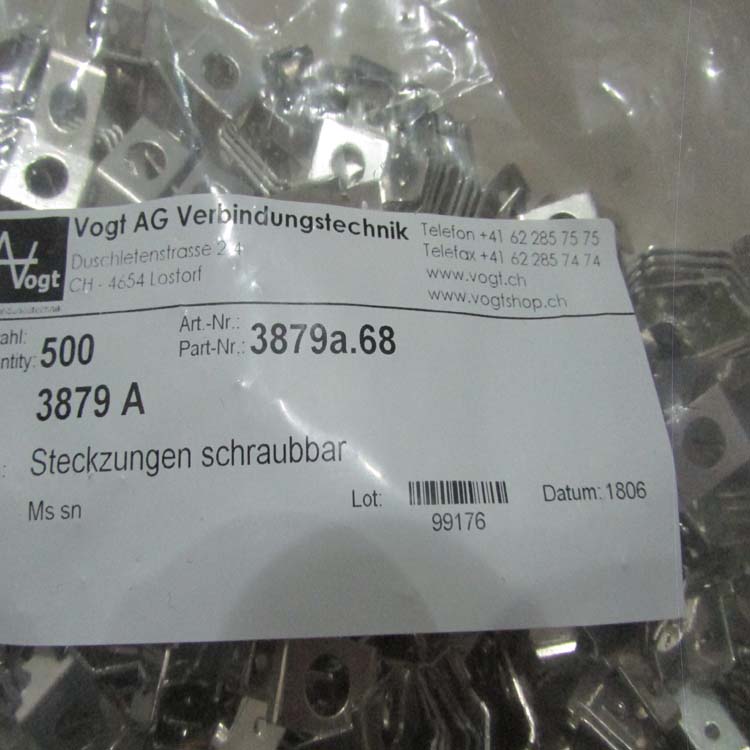 Vogt
Vogt AG Verbindungstechnik
Duschletenstrasse 2-4
CH - 4654 Lostorf
Telefon +41 62 285 75 75
Telefax +41 62 285 74 74
www.vogt.ch
www.vogtshop.ch
ahl:
ntity: 500
Art.-Nr.:
Part-Nr.: 3879a.68
3879 A
Steckzungen schraubbar
Ms sn
Lot: 99176
Datum: 1806